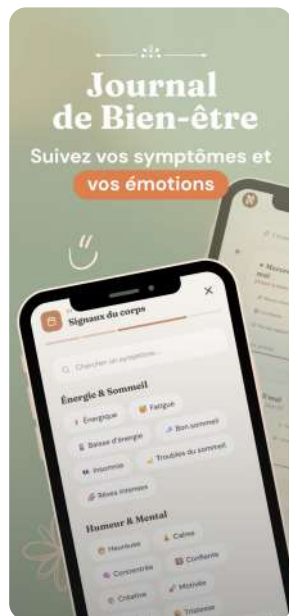 Journal
de Bien-être
Suivez vos symptômes et
vos émotions
Signaux du corps
Chercher un symptôme...
Énergie & Sommeil
Énergique
Fatigue
Baisse d'énergie
Bon sommeil
Insomnie
Troubles du sommeil
Rêves intenses
Humeur & Mental
Heureuse
Calme
Concentrée
Confiante
Créative
Motivée
Tristesse